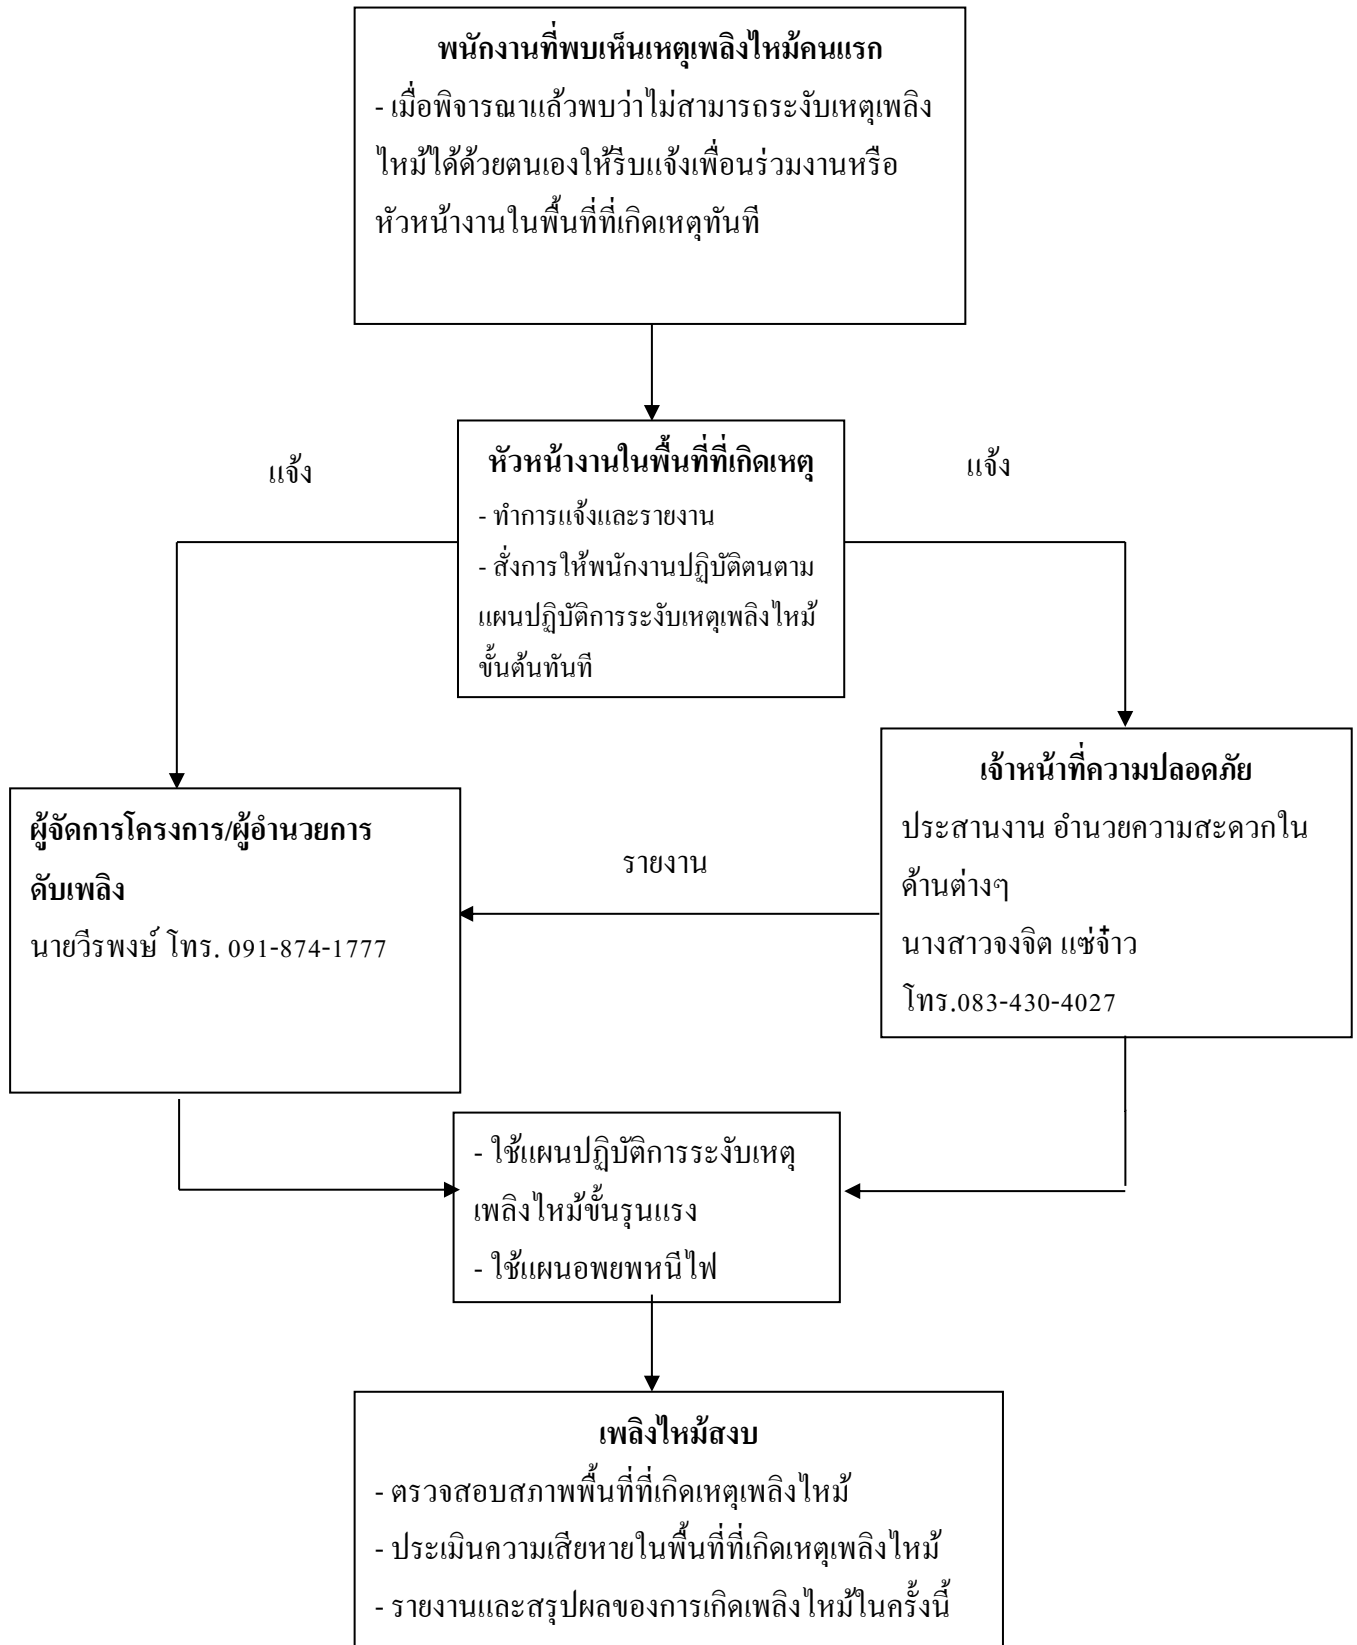 พนักงานที่พบเห็นเหตุเพลิงไหม้คนแรก
- เมื่อพิจารณาแล้วพบว่าไม่สามารถระงับเหตุเพลิง
ไหม้ได้ด้วยตนเองให้รีบแจ้งเพื่อนร่วมงานหรือ
หัวหน้างานในพื้นที่ที่เกิดเหตุทันที
แจ้ง
หัวหน้างานในพื้นที่ที่เกิดเหตุ
- ทำการแจ้งและรายงาน
- สั่งการให้พนักงานปฏิบัติตนตาม
แผนปฏิบัติการระงับเหตุเพลิงไหม้
ขั้นต้นทันที
แจ้ง
ผู้จัดการโครงการ/ผู้อำนวยการ
ดับเพลิง
นายวีรพงษ์ โทร. 091-874-1777
รายงาน
เจ้าหน้าที่ความปลอดภัย
ประสานงาน อำนวยความสะดวกใน
ด้านต่างๆ
นางสาวจงจิต แซ่จ๋าว
โทร.083-430-4027
- ใช้แผนปฏิบัติการระงับเหตุ
เพลิงไหม้ขั้นรุนแรง
- ใช้แผนอพยพหนีไฟ
เพลิงไหม้สงบ
- ตรวจสอบสภาพพื้นที่ที่เกิดเหตุเพลิงไหม้
- ประเมินความเสียหายในพื้นที่ที่เกิดเหตุเพลิงไหม้
- รายงานและสรุปผลของการเกิดเพลิงไหม้ในครั้งนี้